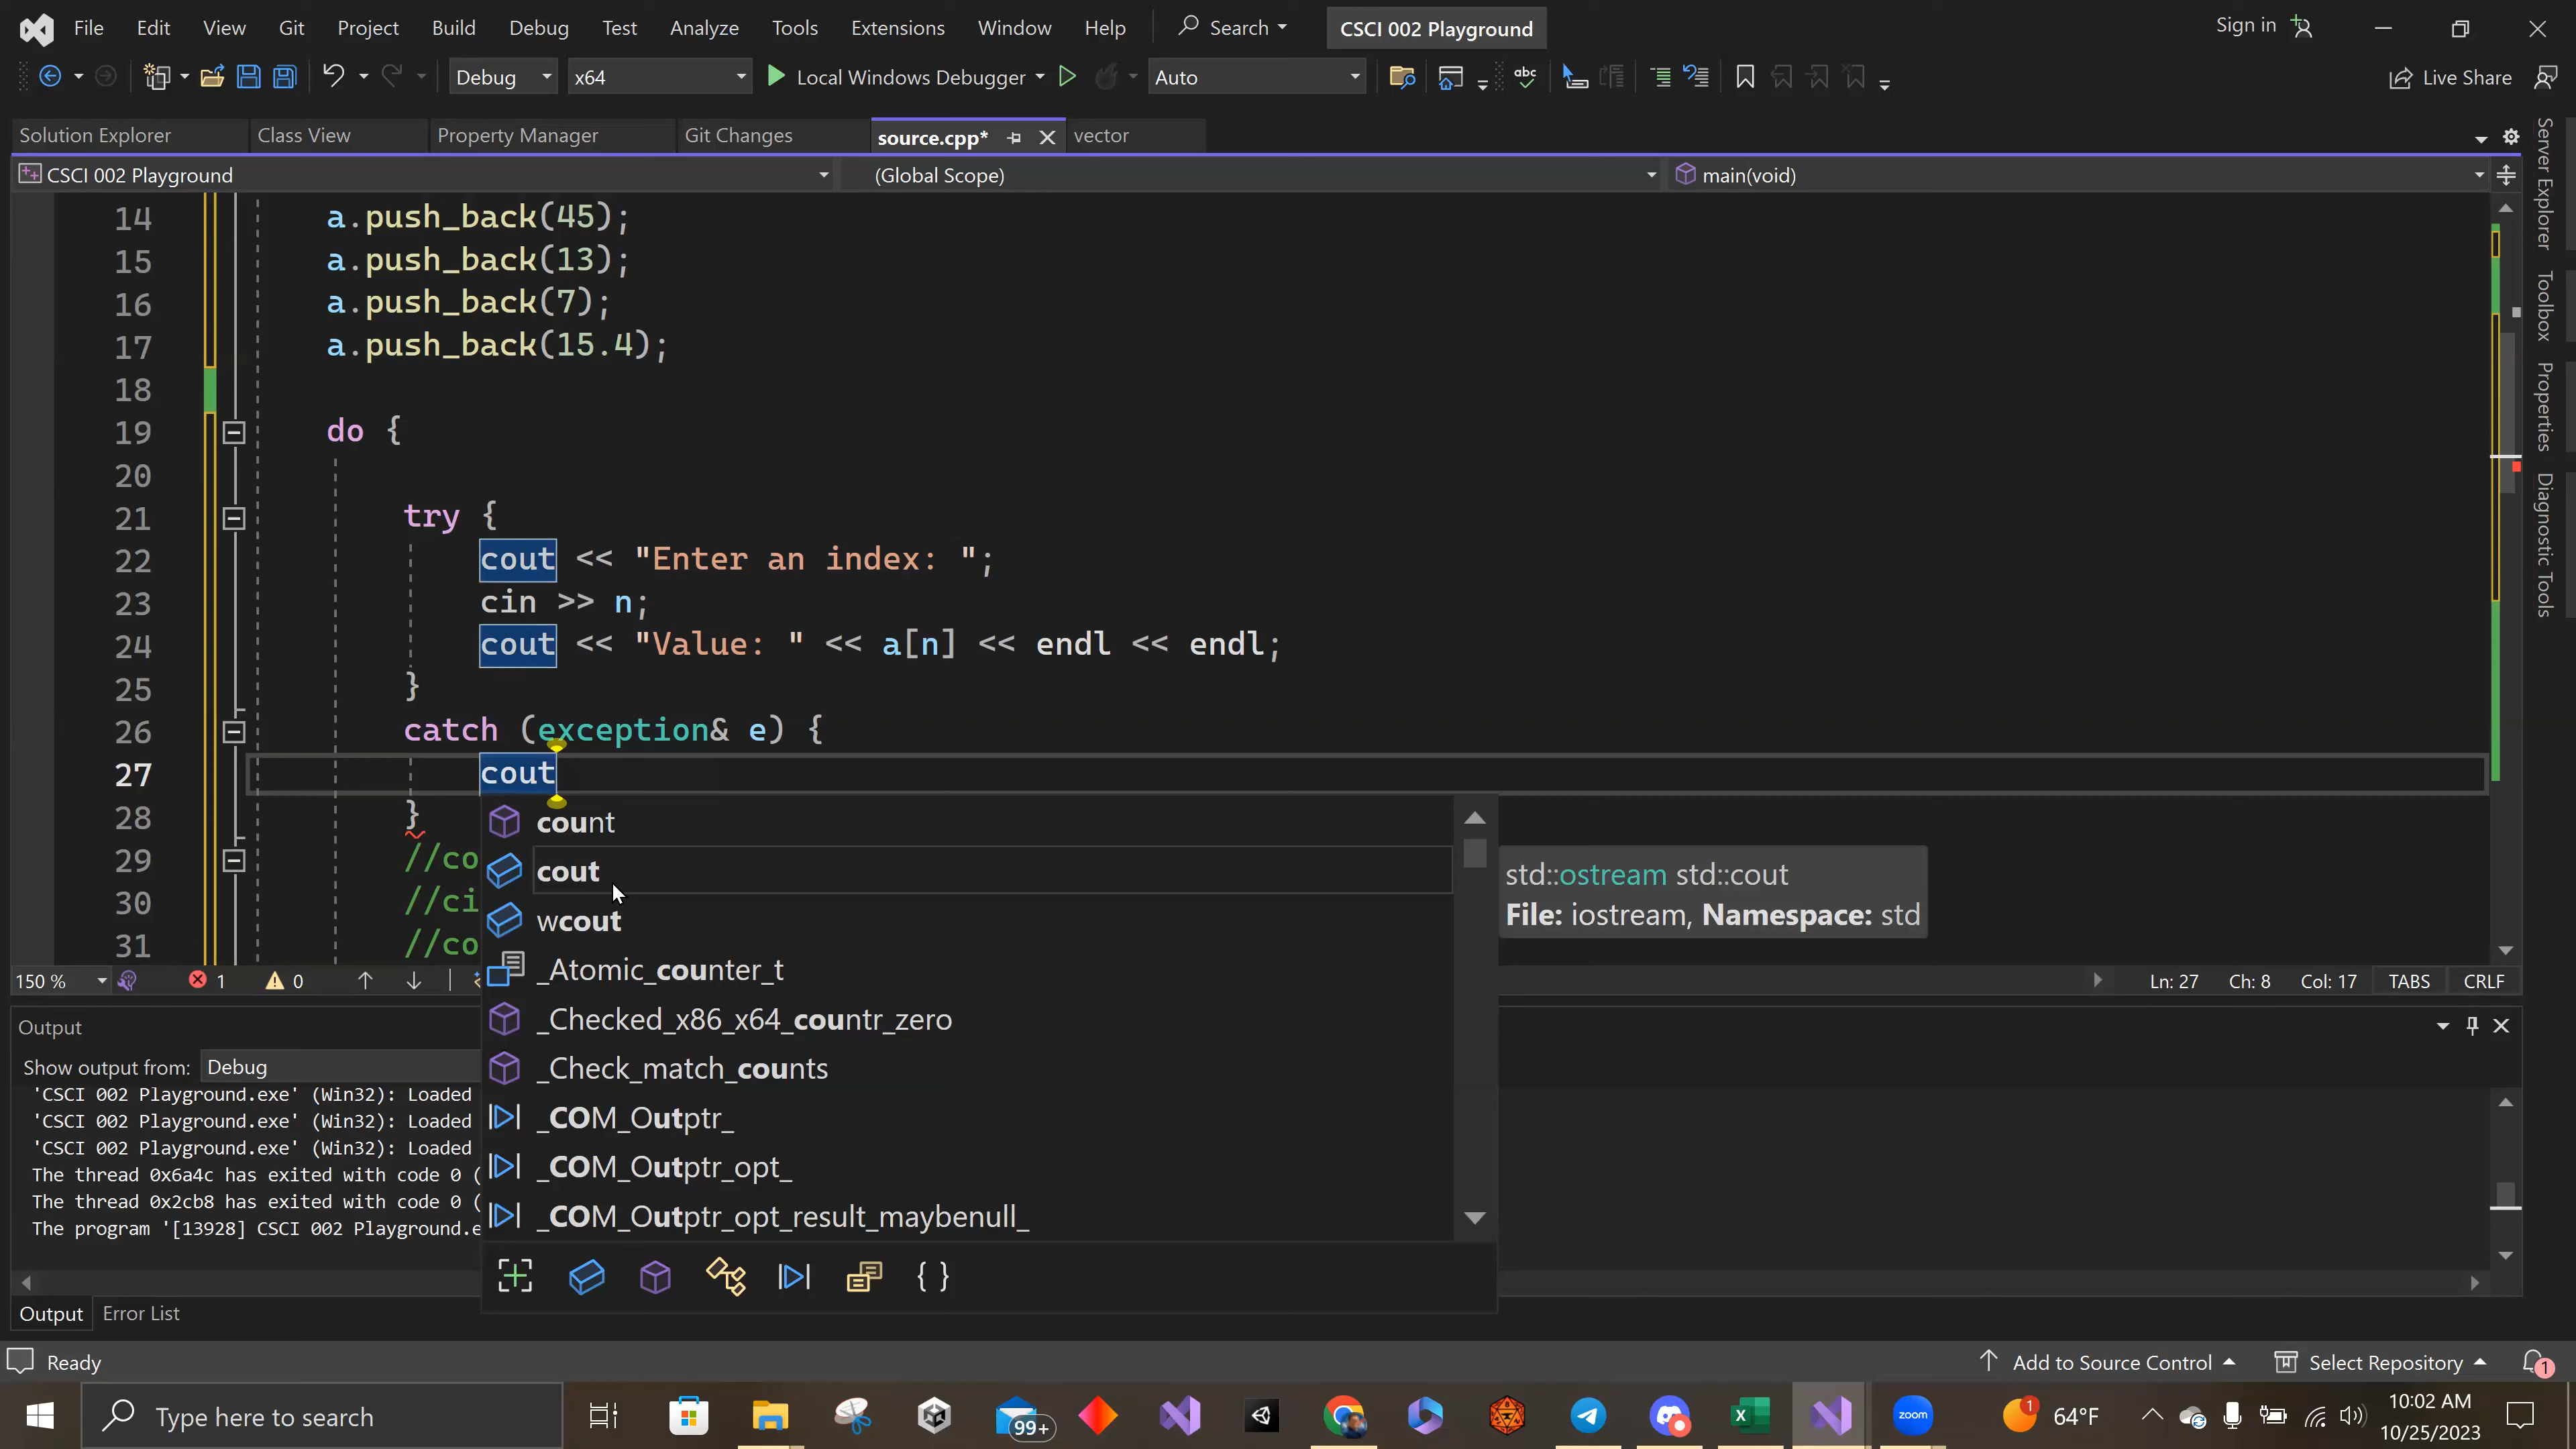 File Edit View Git Project Build Debug Test Analyze Tools Extensions Window Help Search CSCI 002 Playground Sign in
Debug x64 Local Windows Debugger Auto abc Live Share
Solution Explorer Class View Property Manager Git Changes source.cpp* vector
CSCI 002 Playground (Global Scope) main(void)
14 a.push_back(45);
15 a.push_back(13);
16 a.push_back(7);
17 a.push_back(15.4);
18
19 do {
20
21 try {
22 cout << "Enter an index: ";
23 cin >> n;
24 cout << "Value: " << a[n] << endl << endl;
25 }
26 catch (exception& e) {
27 cout
28 }
29 //co
30 //ci
31 //co
count
cout
wcout
_Atomic_counter_t
_Checked_x86_x64_countr_zero
_Check_match_counts
_COM_Outptr_
_COM_Outptr_opt_
_COM_Outptr_opt_result_maybenull_
std::ostream std::cout
File: iostream, Namespace: std
150 % 1 0 Ln: 27 Ch: 8 Col: 17 TABS CRLF
Output
Show output from: Debug
'CSCI 002 Playground.exe' (Win32): Loaded
'CSCI 002 Playground.exe' (Win32): Loaded
'CSCI 002 Playground.exe' (Win32): Loaded
The thread 0x6a4c has exited with code 0 (
The thread 0x2cb8 has exited with code 0 (
The program '[13928] CSCI 002 Playground.e
Output Error List
Server Explorer
Toolbox
Properties
Diagnostic Tools
Ready Add to Source Control Select Repository 1
Type here to search 99+ zoom 1 64°F 10:02 AM
10/25/2023